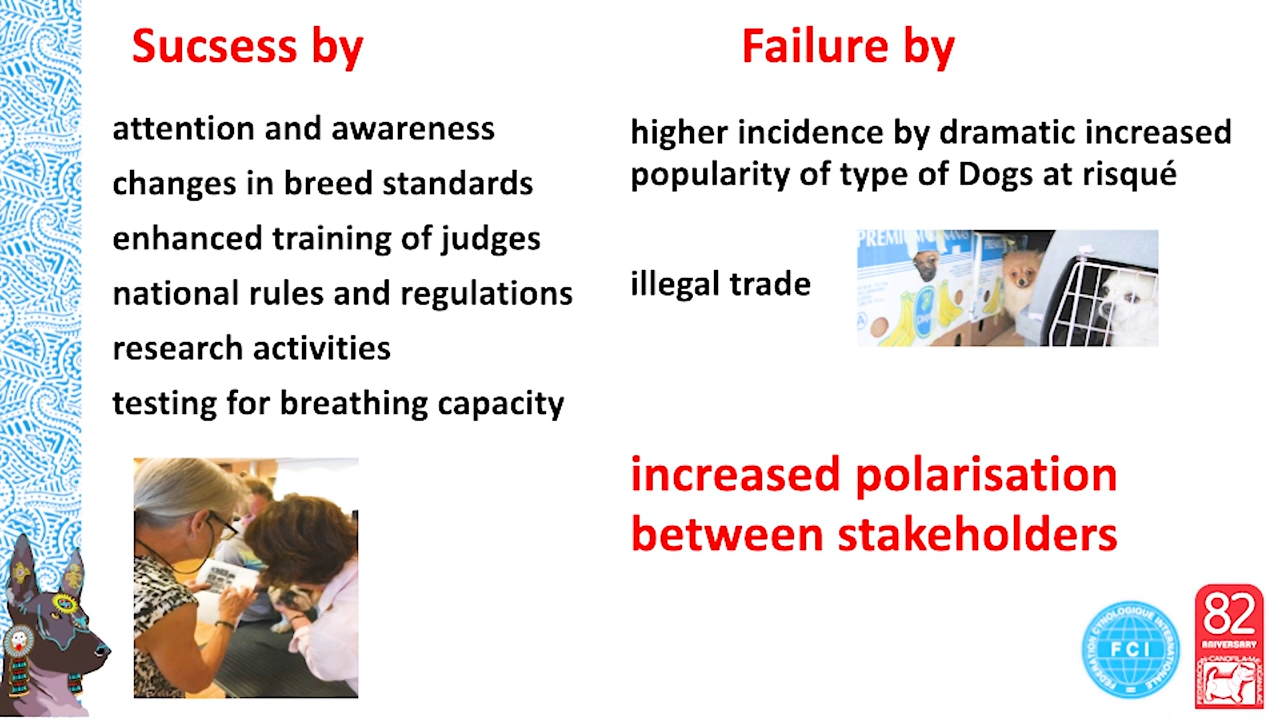 Sucsess by
attention and awareness
changes in breed standards
enhanced training of judges
national rules and regulations
research activities
testing for breathing capacity
Failure by
higher incidence by dramatic increased
popularity of type of Dogs at risqué
illegal trade
increased polarisation
between stakeholders
FCI
82
ANIVERSARY